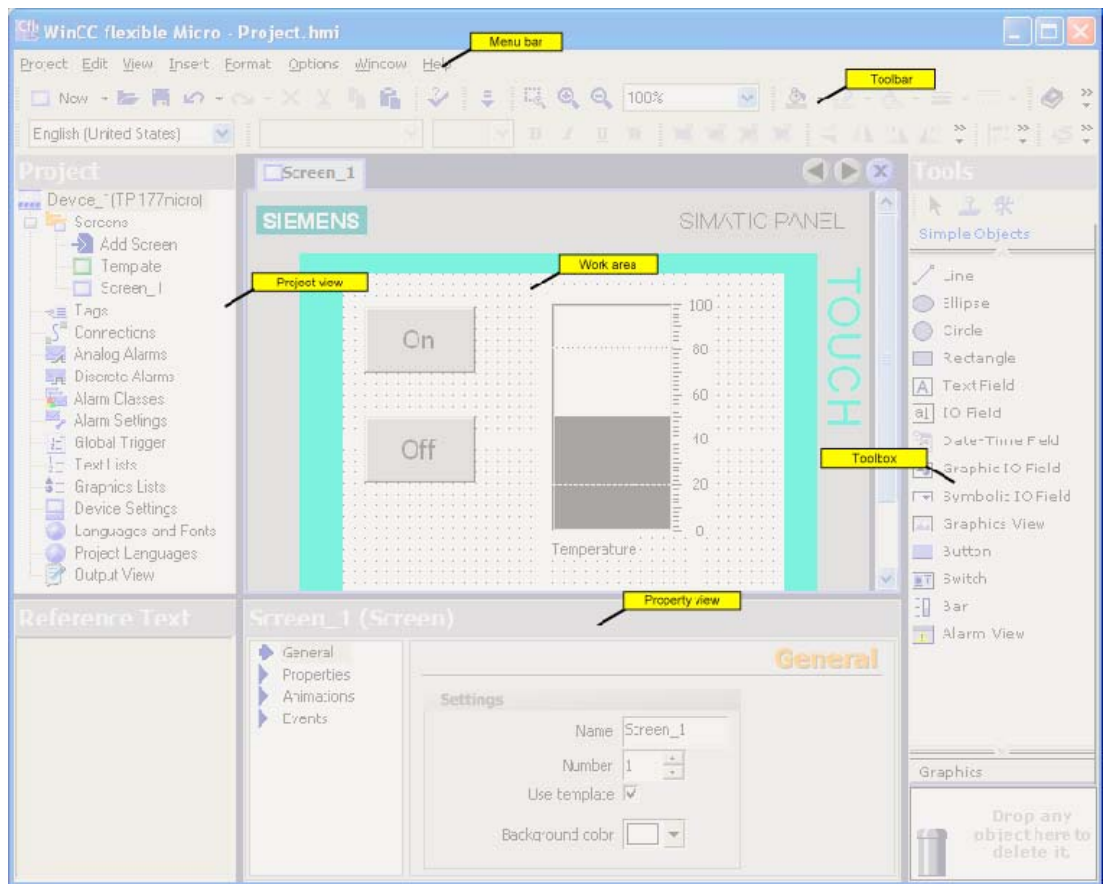 WinCC flexible Micro - Project.hmi
Menu bar
Project Edit View Insert Format Options Window Help
Toolbar
New
100%
English (United States)
Project
Screen_1
Tools
Device_1(TP177micro)
Screens
Add Screen
Template
Screen_1
Tags
Connections
Analog Alarms
Discrete Alarms
Alarm Classes
Alarm Settings
Global Trigger
Text Lists
Graphics Lists
Device Settings
Languages and Fonts
Project Languages
Output View
Project view
SIEMENS
SIMATIC PANEL
TOUCH
Work area
On
Off
100
80
60
40
20
0
Temperature
Simple Objects
Line
Ellipse
Circle
Rectangle
Text Field
IO Field
Date-Time Field
Toolbox
Graphic IO Field
Symbolic IO Field
Graphics View
Button
Switch
Bar
Alarm View
Graphics
Drop any
object here to
delete it.
Reference Text
Property view
Screen_1 (Screen)
General
Properties
Animations
Events
General
Settings
Name Screen_1
Number 1
Use template
Background color